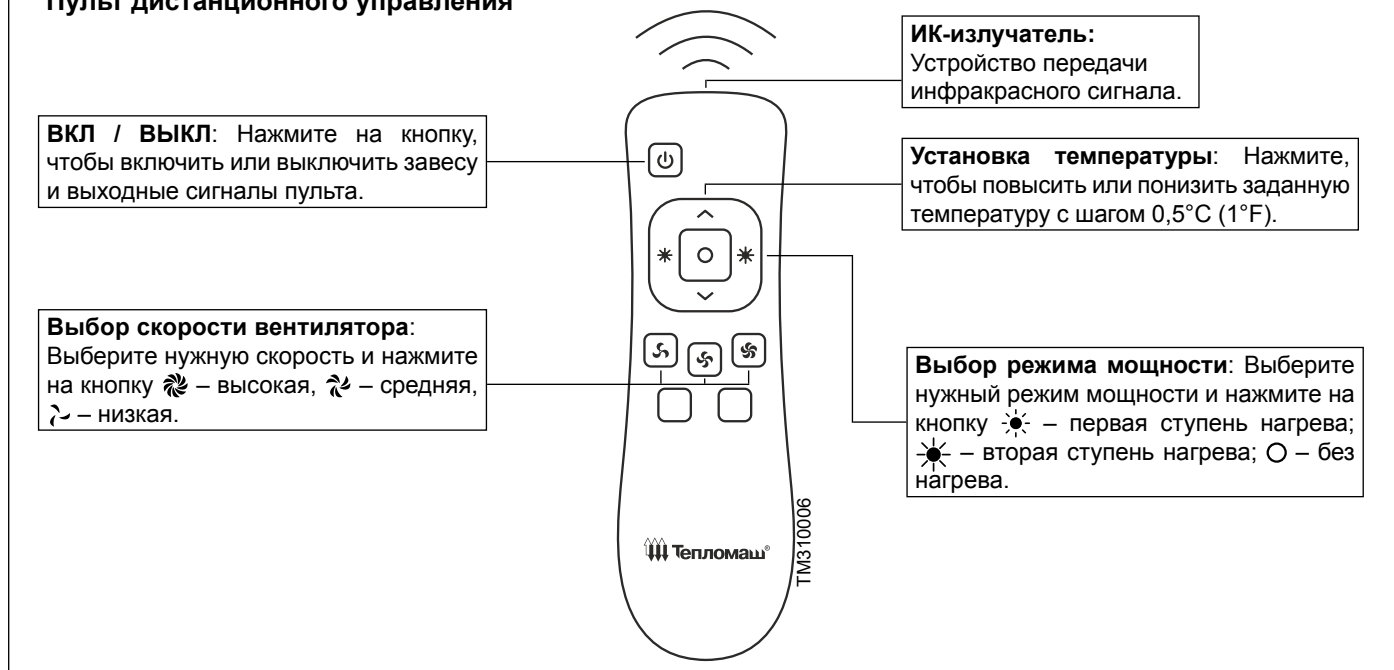 Пульт дистанционного управления
ИК-излучатель:
Устройство передачи
инфракрасного сигнала.
ВКЛ / ВЫКЛ: Нажмите на кнопку,
чтобы включить или выключить завесу
и выходные сигналы пульта.
Установка температуры: Нажмите,
чтобы повысить или понизить заданную
температуру с шагом 0,5°C (1°F).
Выбор скорости вентилятора:
Выберите нужную скорость и нажмите
на кнопку – высокая, – средняя,
– низкая.
Выбор режима мощности: Выберите
нужный режим мощности и нажмите на
кнопку – первая ступень нагрева;
– вторая ступень нагрева; – без
нагрева.
Тепломаш®
TM310006